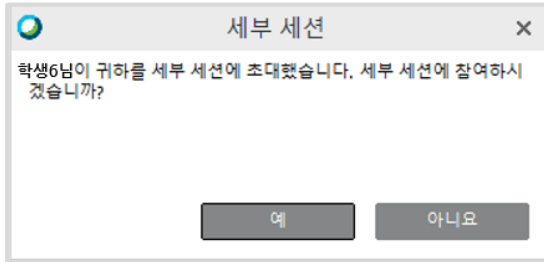 세부 세션
학생6님이 귀하를 세부 세션에 초대했습니다. 세부 세션에 참여하시
겠습니까?
예
아니요